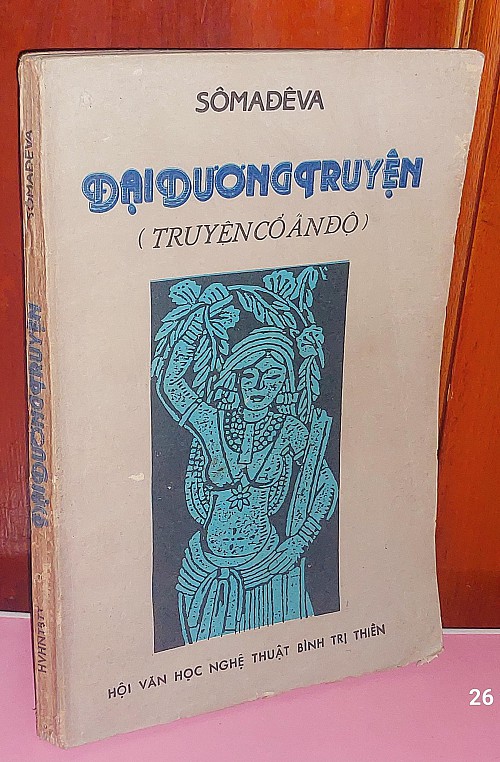 SÔMAĐÊVA
ĐẠI DƯƠNG TRUYỆN
(TRUYỆN CỔ ẤN ĐỘ)
HỘI VĂN HỌC NGHỆ THUẬT BÌNH TRỊ THIÊN
SÔMAĐÊVA
ĐẠI DƯƠNG TRUYỆN
HVHNTBTT
26